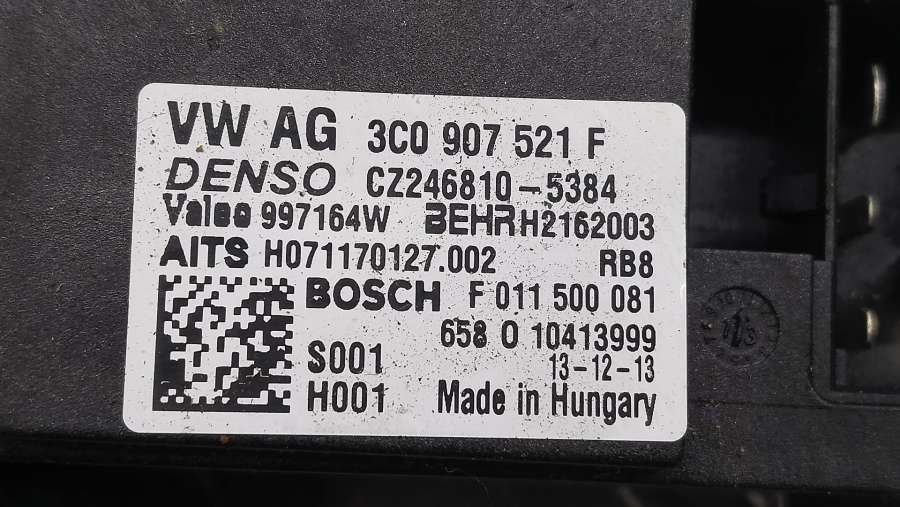 VW AG 3C0 907 521 F
DENSO CZ246810-5384
Valeo 997164W BEHR H2162003
AITS H071170127.002 RB8
BOSCH F 011 500 081
658 0 10413999
S001 13-12-13
H001 Made in Hungary